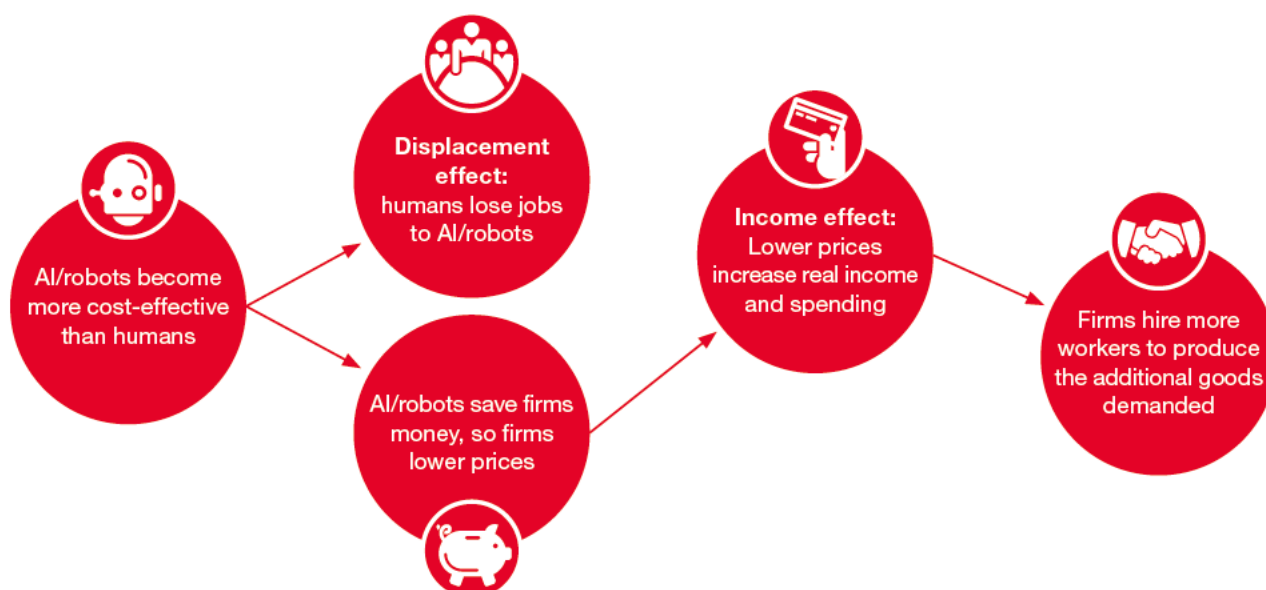 AI/robots become
more cost-effective
than humans
Displacement
effect:
humans lose jobs
to AI/robots
AI/robots save firms
money, so firms
lower prices
Income effect:
Lower prices
increase real income
and spending
Firms hire more
workers to produce
the additional goods
demanded